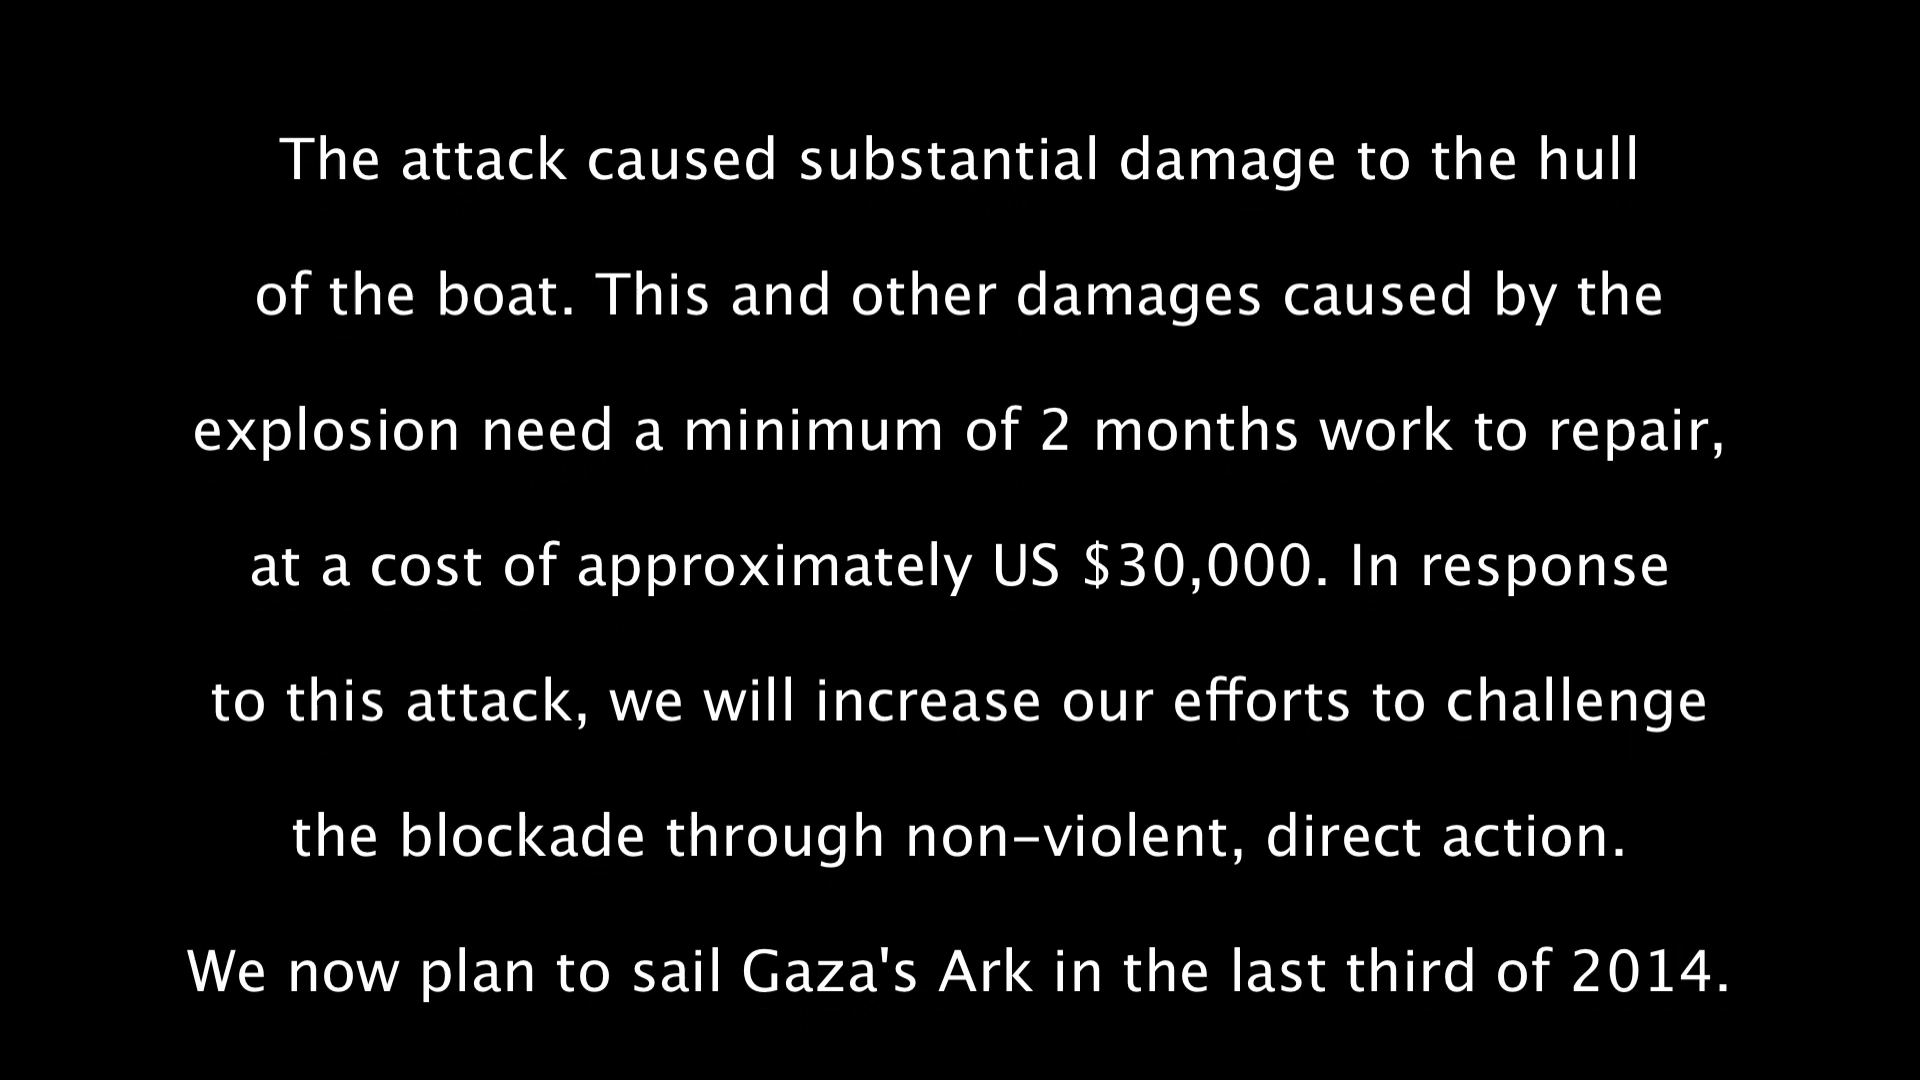 The attack caused substantial damage to the hull
of the boat. This and other damages caused by the
explosion need a minimum of 2 months work to repair,
at a cost of approximately US $30,000. In response
to this attack, we will increase our efforts to challenge
the blockade through non-violent, direct action.
We now plan to sail Gaza's Ark in the last third of 2014.